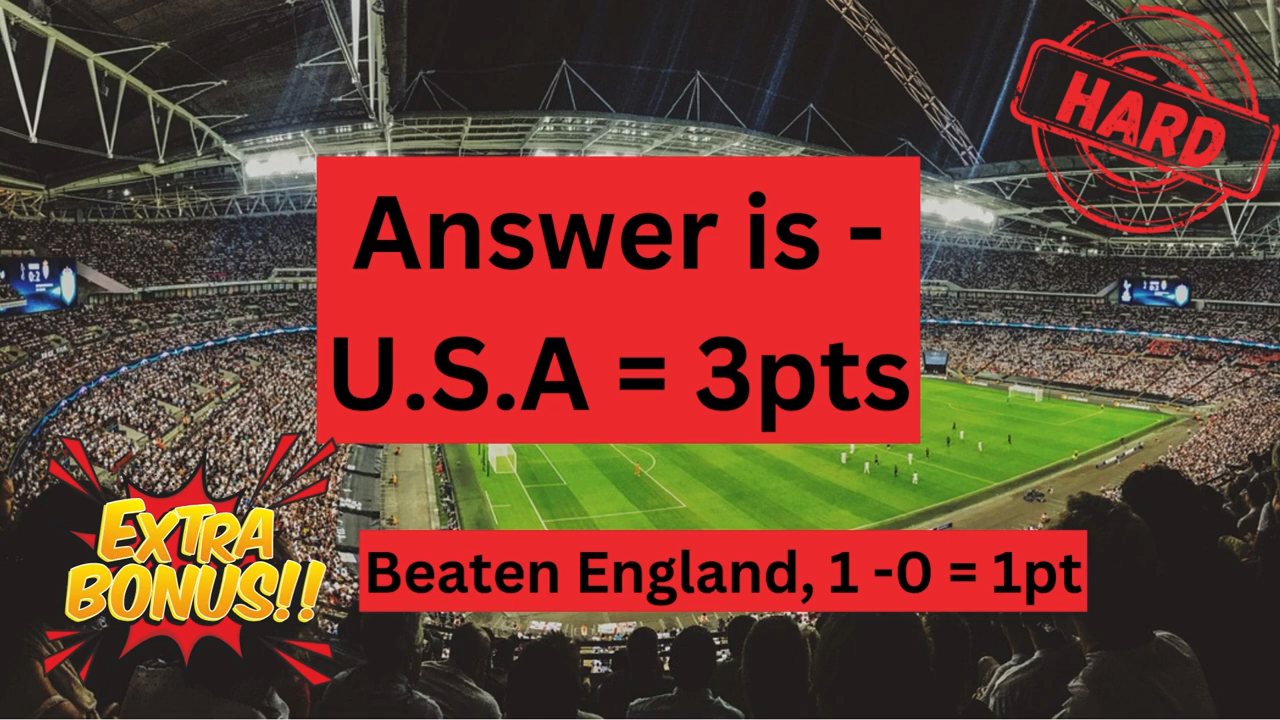 HARD
Answer is -
U.S.A = 3pts
EXTRA
BONUS!!
Beaten England, 1 -0 = 1pt